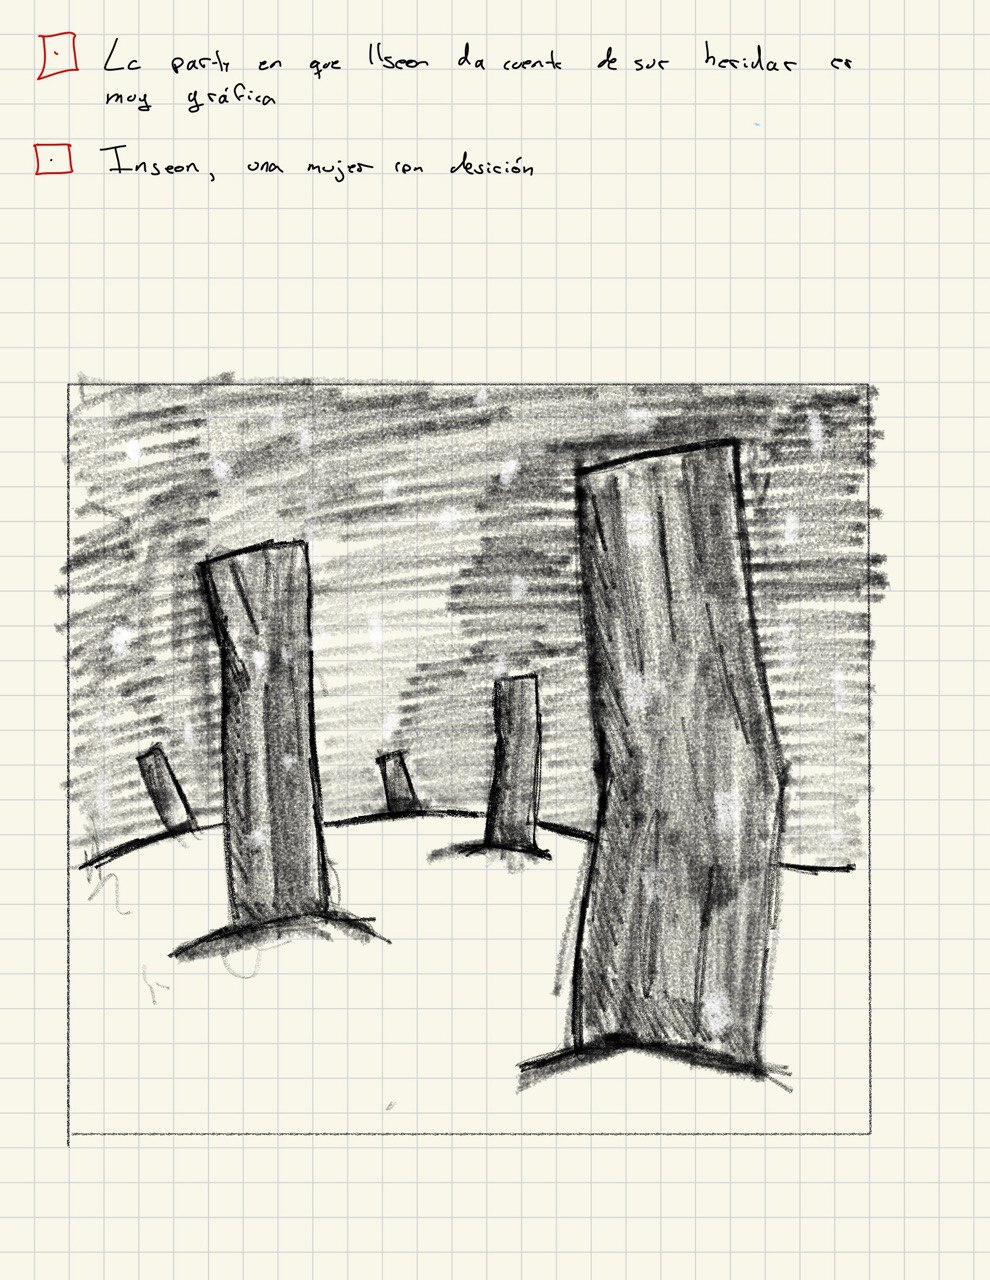 La parte en que Ilseon da cuenta de sus heridas es
muy gráfica
Inseon, una mujer con desición